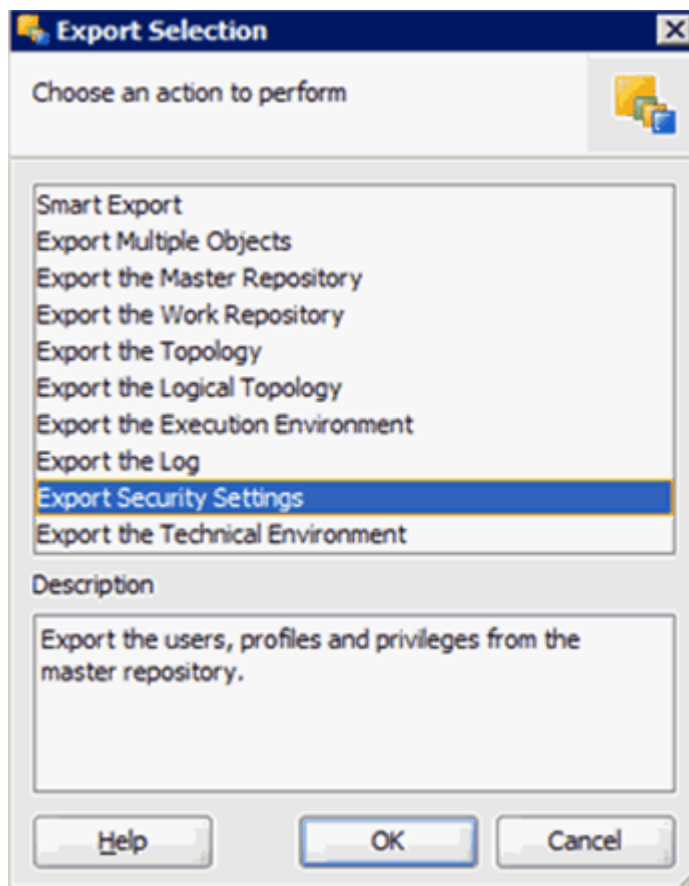 Export Selection
Choose an action to perform
Smart Export
Export Multiple Objects
Export the Master Repository
Export the Work Repository
Export the Topology
Export the Logical Topology
Export the Execution Environment
Export the Log
Export Security Settings
Export the Technical Environment
Description
Export the users, profiles and privileges from the
master repository.
Help
OK
Cancel